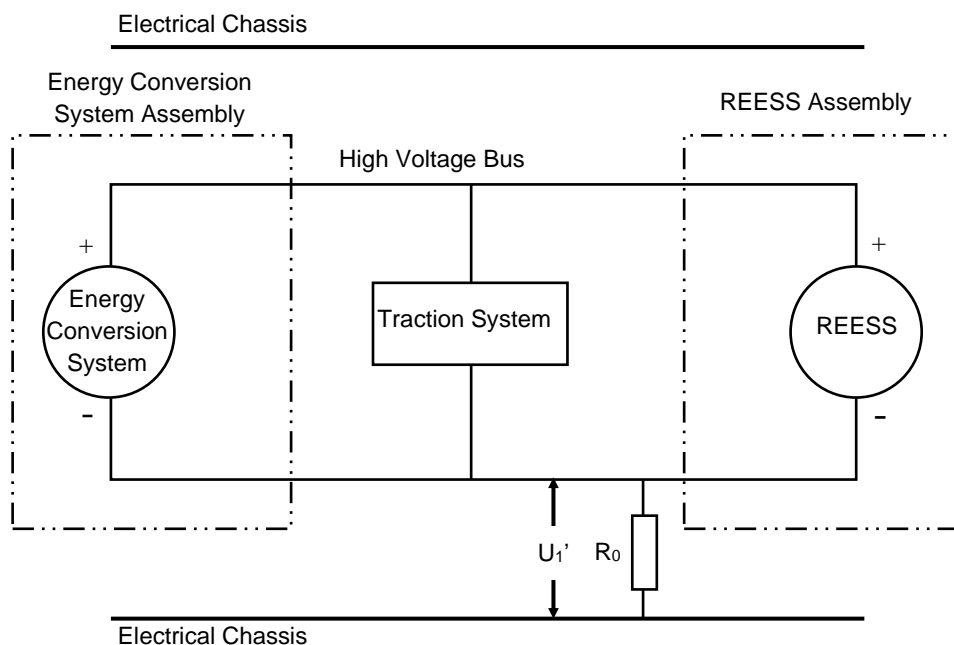 Electrical Chassis
Energy Conversion
System Assembly
REESS Assembly
High Voltage Bus
+
+
Energy
Conversion
System
Traction System
REESS
-
-
U₁’
R₀
Electrical Chassis